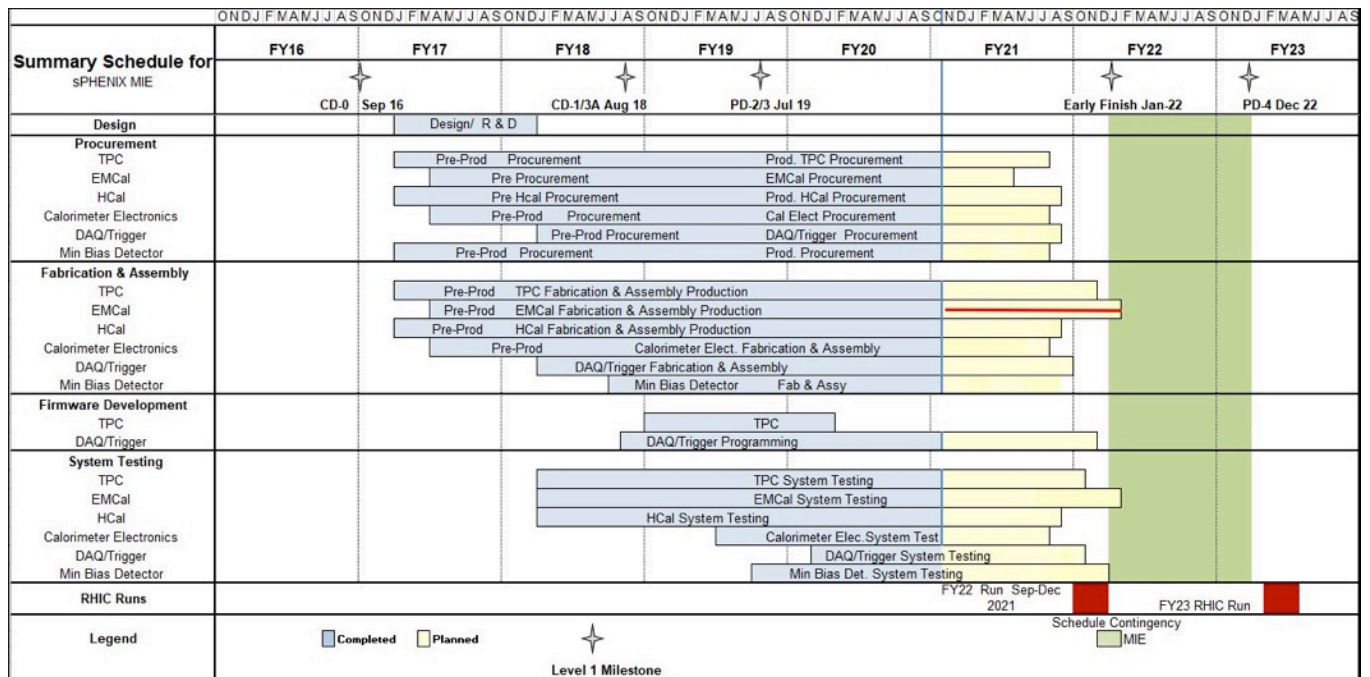 O N D J F M A M J J A S O N D J F M A M J J A S O N D J F M A M J J A S O N D J F M A M J J A S O N D J F M A M J J A S O N D J F M A M J J A S O N D J F M A M J J A S O N D J F M A M J J A S
Summary Schedule for
sPHENIX MIE
FY16 FY17 FY18 FY19 FY20 FY21 FY22 FY23
CD-0 Sep 16 CD-1/3A Aug 18 PD-2/3 Jul 19 Early Finish Jan-22 PD-4 Dec 22
Design Design/ R & D
Procurement
TPC Pre-Prod Procurement Prod. TPC Procurement
EMCal Pre Procurement EMCal Procurement
HCal Pre Hcal Procurement Prod. HCal Procurement
Calorimeter Electronics Pre-Prod Procurement Cal Elect Procurement
DAQ/Trigger Pre-Prod Procurement DAQ/Trigger Procurement
Min Bias Detector Pre-Prod Procurement Prod. Procurement
Fabrication & Assembly
TPC Pre-Prod TPC Fabrication & Assembly Production
EMCal Pre-Prod EMCal Fabrication & Assembly Production
HCal Pre-Prod HCal Fabrication & Assembly Production
Calorimeter Electronics Pre-Prod Calorimeter Elect. Fabrication & Assembly
DAQ/Trigger DAQ/Trigger Fabrication & Assembly
Min Bias Detector Min Bias Detector Fab & Assy
Firmware Development
TPC TPC
DAQ/Trigger DAQ/Trigger Programming
System Testing
TPC TPC System Testing
EMCal EMCal System Testing
HCal HCal System Testing
Calorimeter Electronics Calorimeter Elec.System Test
DAQ/Trigger DAQ/Trigger System Testing
Min Bias Detector Min Bias Det. System Testing
RHIC Runs FY22 Run Sep-Dec
2021 FY23 RHIC Run
Schedule Contingency
Legend Completed Planned MIE
Level 1 Milestone